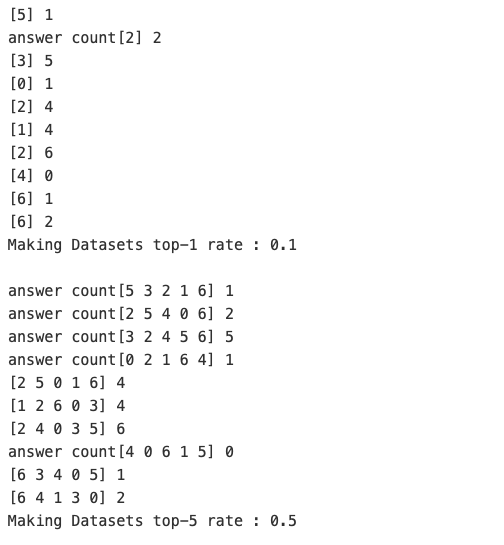 [5] 1
answer count[2] 2
[3] 5
[0] 1
[2] 4
[1] 4
[2] 6
[4] 0
[6] 1
[6] 2
Making Datasets top-1 rate : 0.1

answer count[5 3 2 1 6] 1
answer count[2 5 4 0 6] 2
answer count[3 2 4 5 6] 5
answer count[0 2 1 6 4] 1
[2 5 0 1 6] 4
[1 2 6 0 3] 4
[2 4 0 3 5] 6
answer count[4 0 6 1 5] 0
[6 3 4 0 5] 1
[6 4 1 3 0] 2
Making Datasets top-5 rate : 0.5